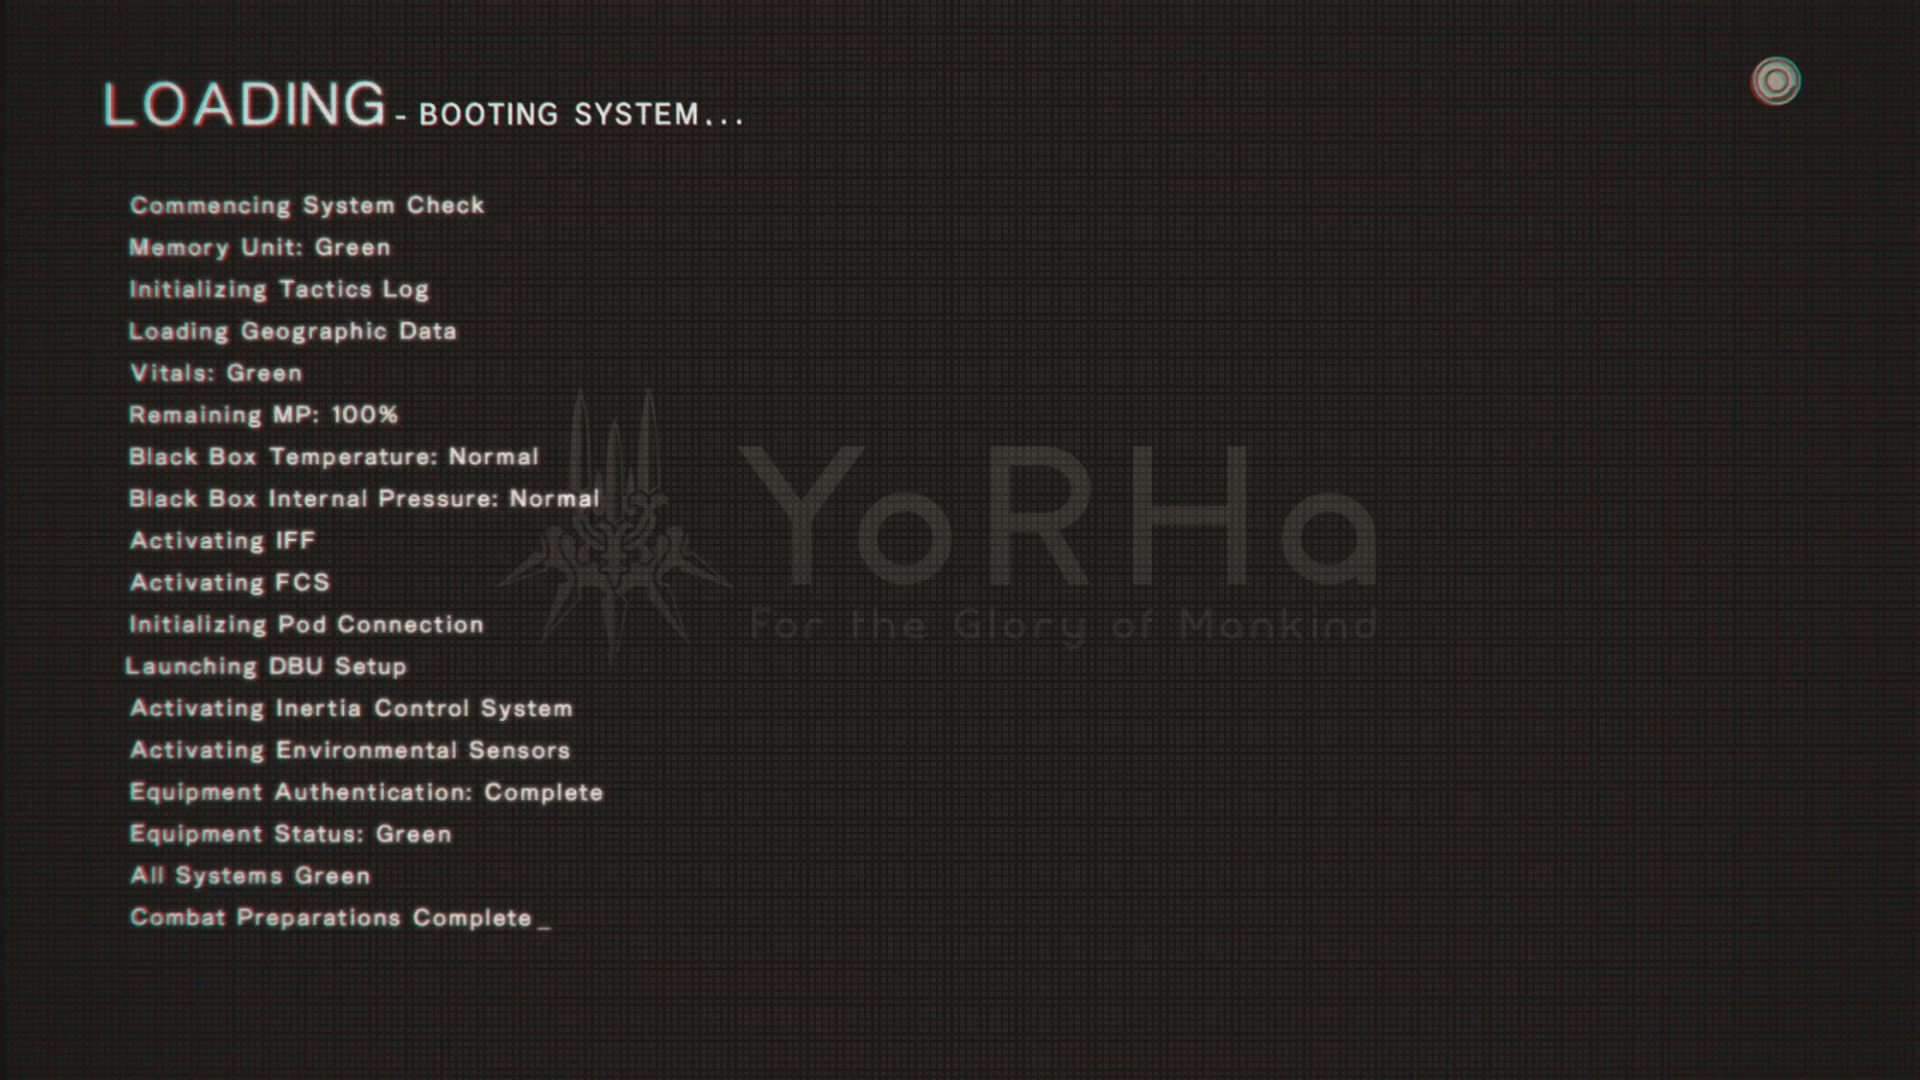 LOADING - BOOTING SYSTEM...
Commencing System Check
Memory Unit: Green
Initializing Tactics Log
Loading Geographic Data
Vitals: Green
Remaining MP: 100%
Black Box Temperature: Normal
Black Box Internal Pressure: Normal
Activating IFF
Activating FCS
Initializing Pod Connection
Launching DBU Setup
Activating Inertia Control System
Activating Environmental Sensors
Equipment Authentication: Complete
Equipment Status: Green
All Systems Green
Combat Preparations Complete_
YoRHa
For the Glory of Mankind